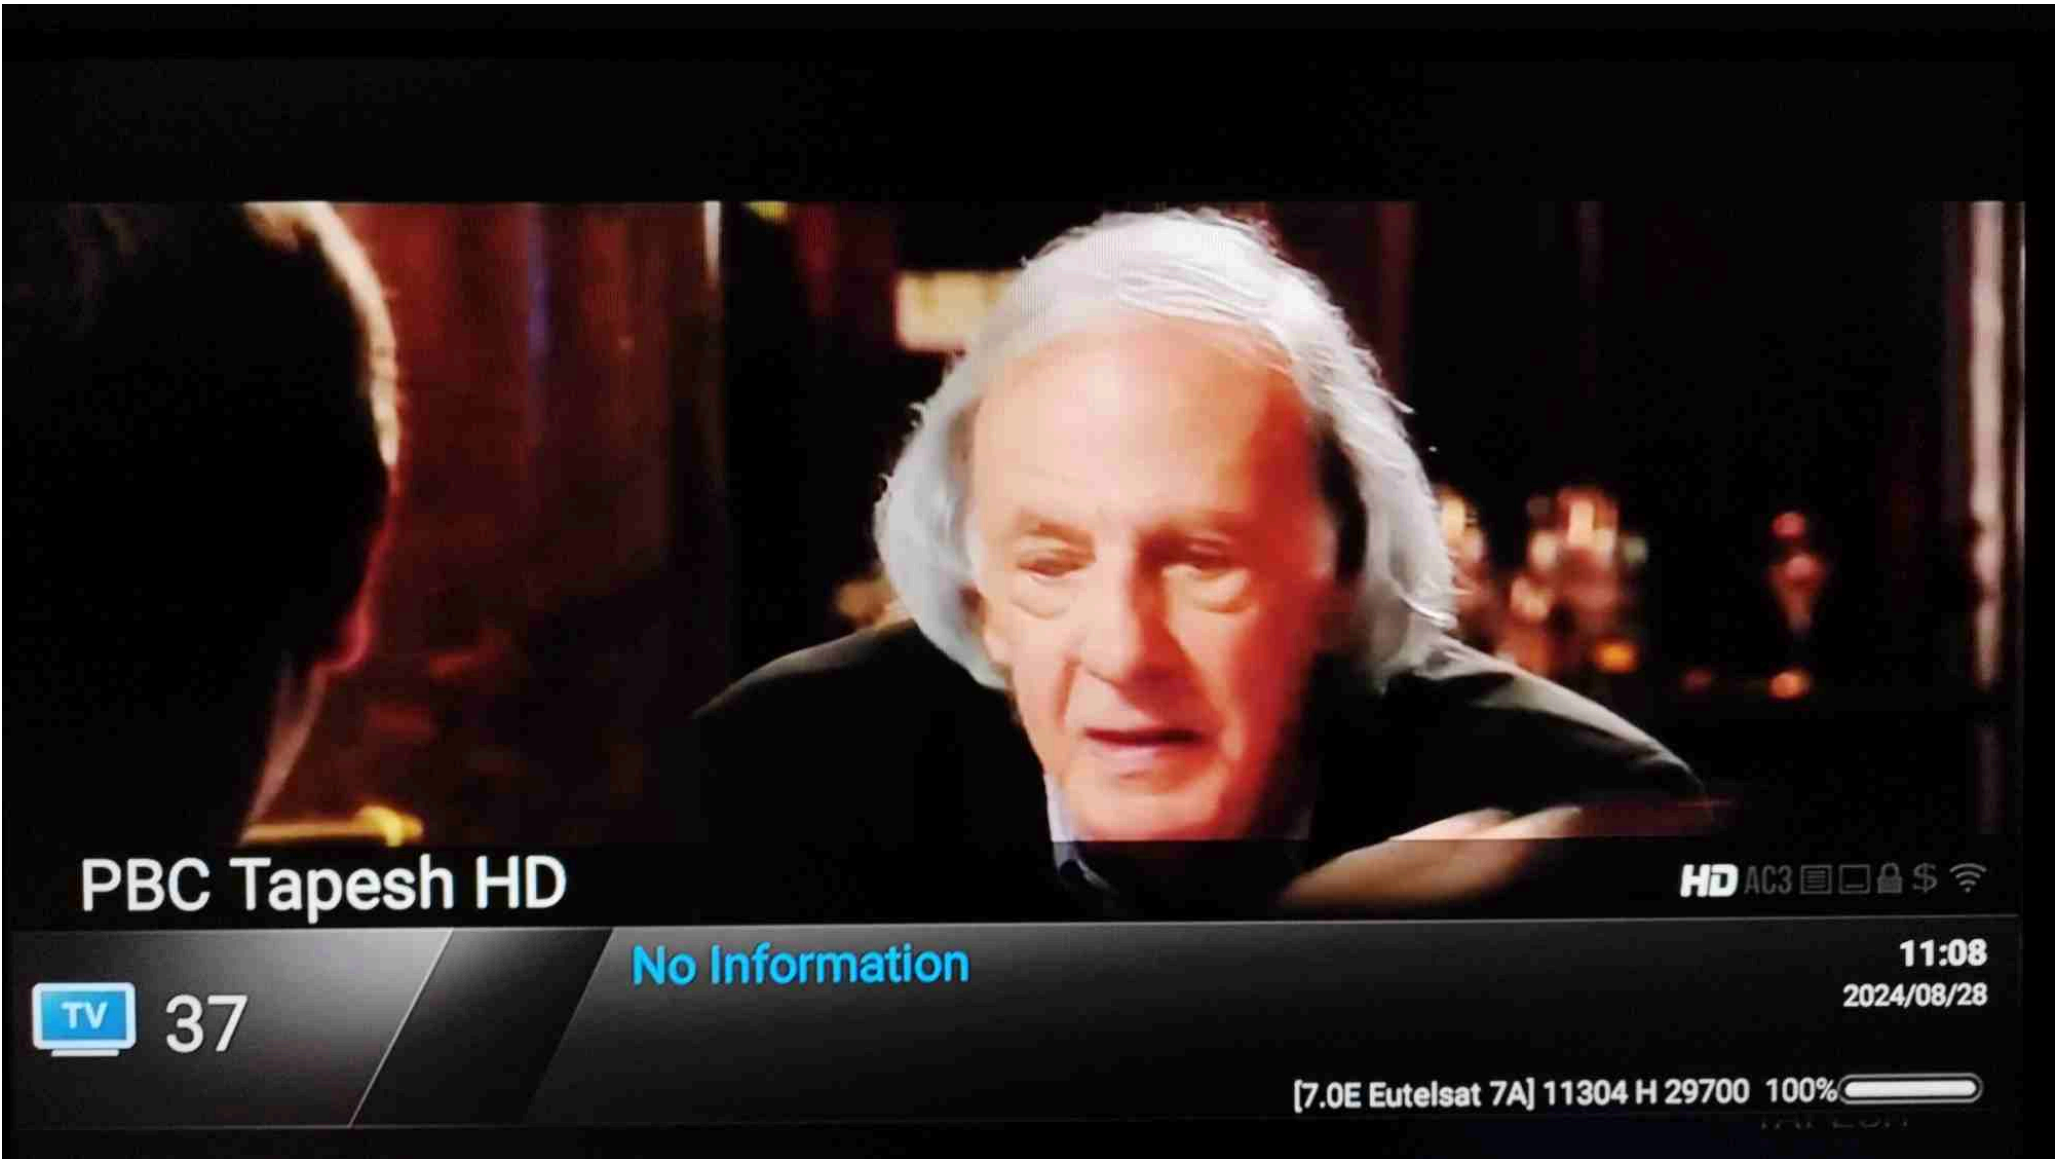 PBC Tapesh HD
HD AC3 $
TV 37
No Information
11:08
2024/08/28
[7.0E Eutelsat 7A] 11304 H 29700 100%